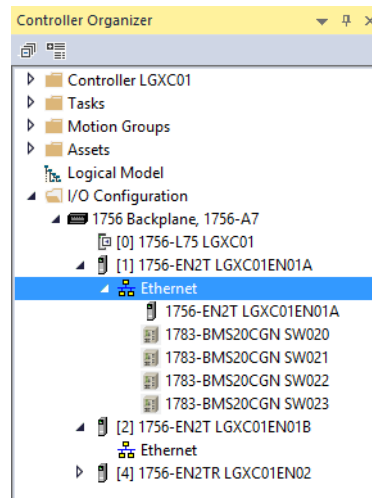 Controller Organizer
Controller LGXC01
Tasks
Motion Groups
Assets
Logical Model
I/O Configuration
1756 Backplane, 1756-A7
[0] 1756-L75 LGXC01
[1] 1756-EN2T LGXC01EN01A
Ethernet
1756-EN2T LGXC01EN01A
1783-BMS20CGN SW020
1783-BMS20CGN SW021
1783-BMS20CGN SW022
1783-BMS20CGN SW023
[2] 1756-EN2T LGXC01EN01B
Ethernet
[4] 1756-EN2TR LGXC01EN02